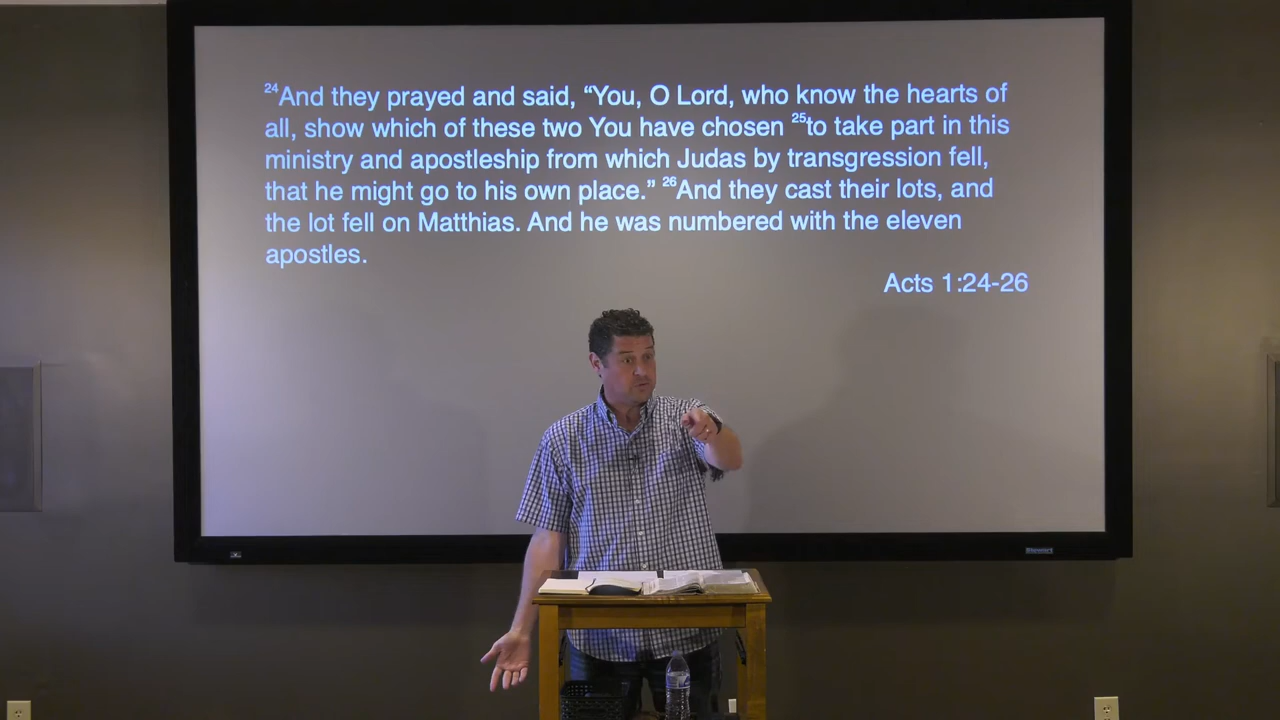 ²⁴And they prayed and said, “You, O Lord, who know the hearts of
all, show which of these two You have chosen ²⁵to take part in this
ministry and apostleship from which Judas by transgression fell,
that he might go to his own place.” ²⁶And they cast their lots, and
the lot fell on Matthias. And he was numbered with the eleven
apostles.
Acts 1:24-26